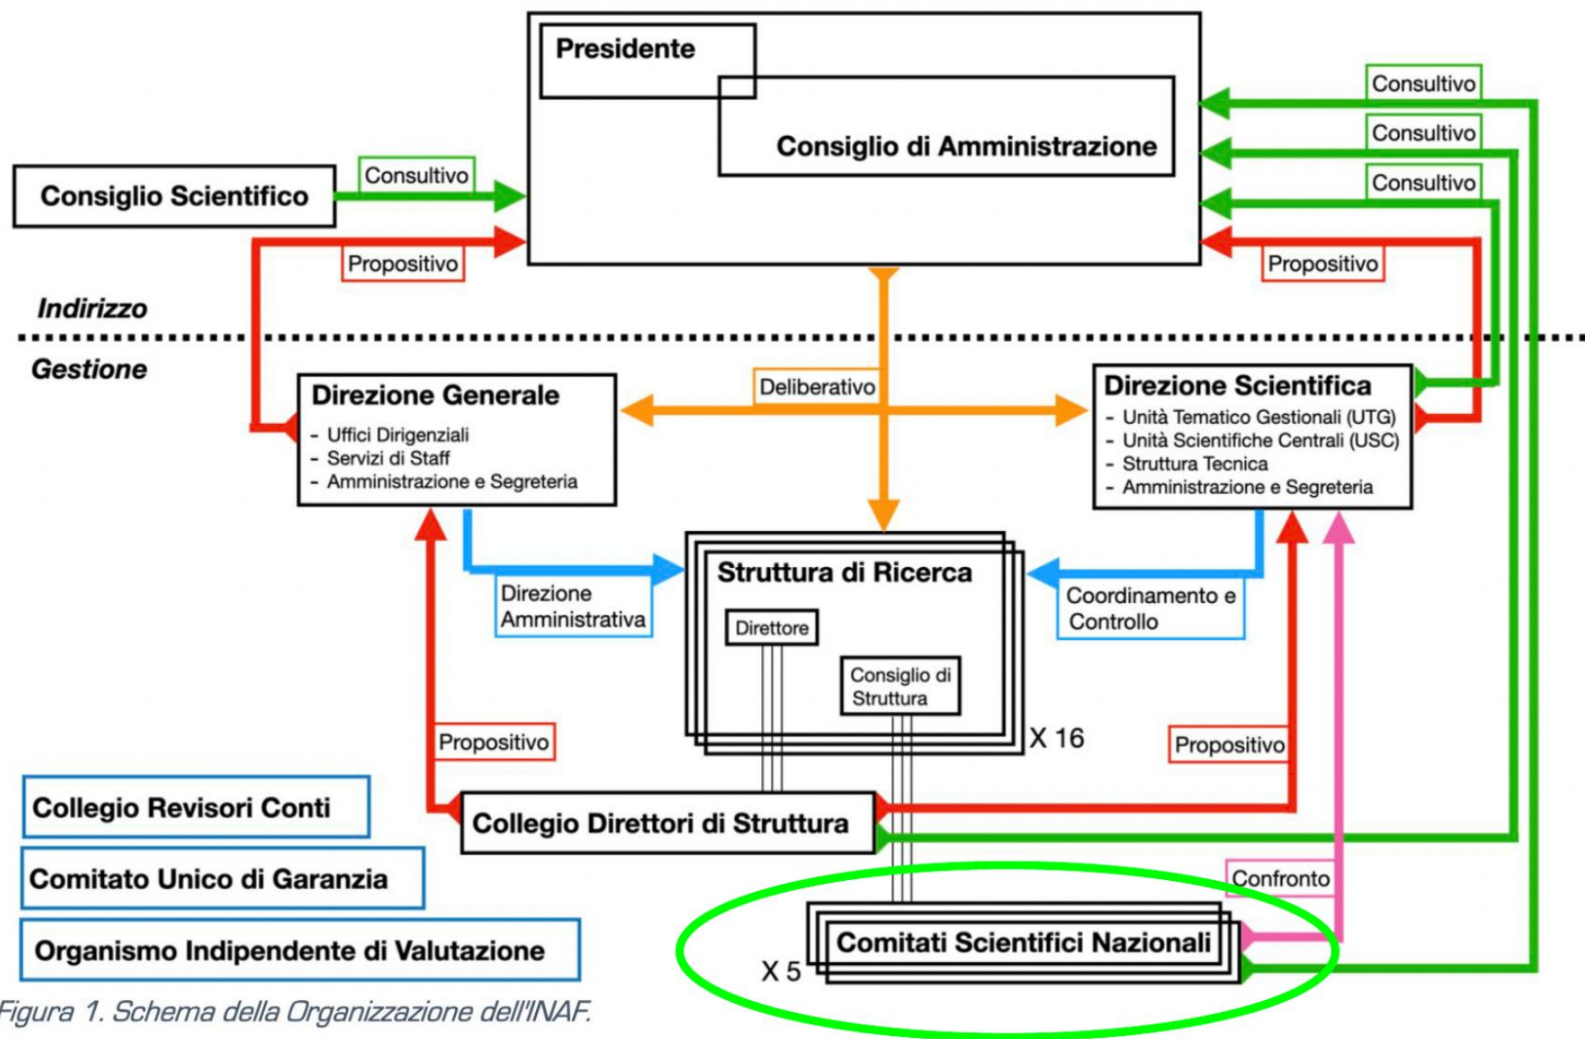 Presidente
Consiglio di Amministrazione
Consultivo
Consultivo
Consultivo
Consiglio Scientifico
Consultivo
Propositivo
Propositivo
Indirizzo
Gestione
Direzione Generale
- Uffici Dirigenziali
- Servizi di Staff
- Amministrazione e Segreteria
Deliberativo
Direzione Scientifica
- Unità Tematico Gestionali (UTG)
- Unità Scientifiche Centrali (USC)
- Struttura Tecnica
- Amministrazione e Segreteria
Direzione
Amministrativa
Struttura di Ricerca
Direttore
Consiglio di
Struttura
X 16
Coordinamento e
Controllo
Propositivo
Propositivo
Collegio Direttori di Struttura
Collegio Revisori Conti
Comitato Unico di Garanzia
Organismo Indipendente di Valutazione
Confronto
Comitati Scientifici Nazionali
X 5
Figura 1. Schema della Organizzazione dell'INAF.